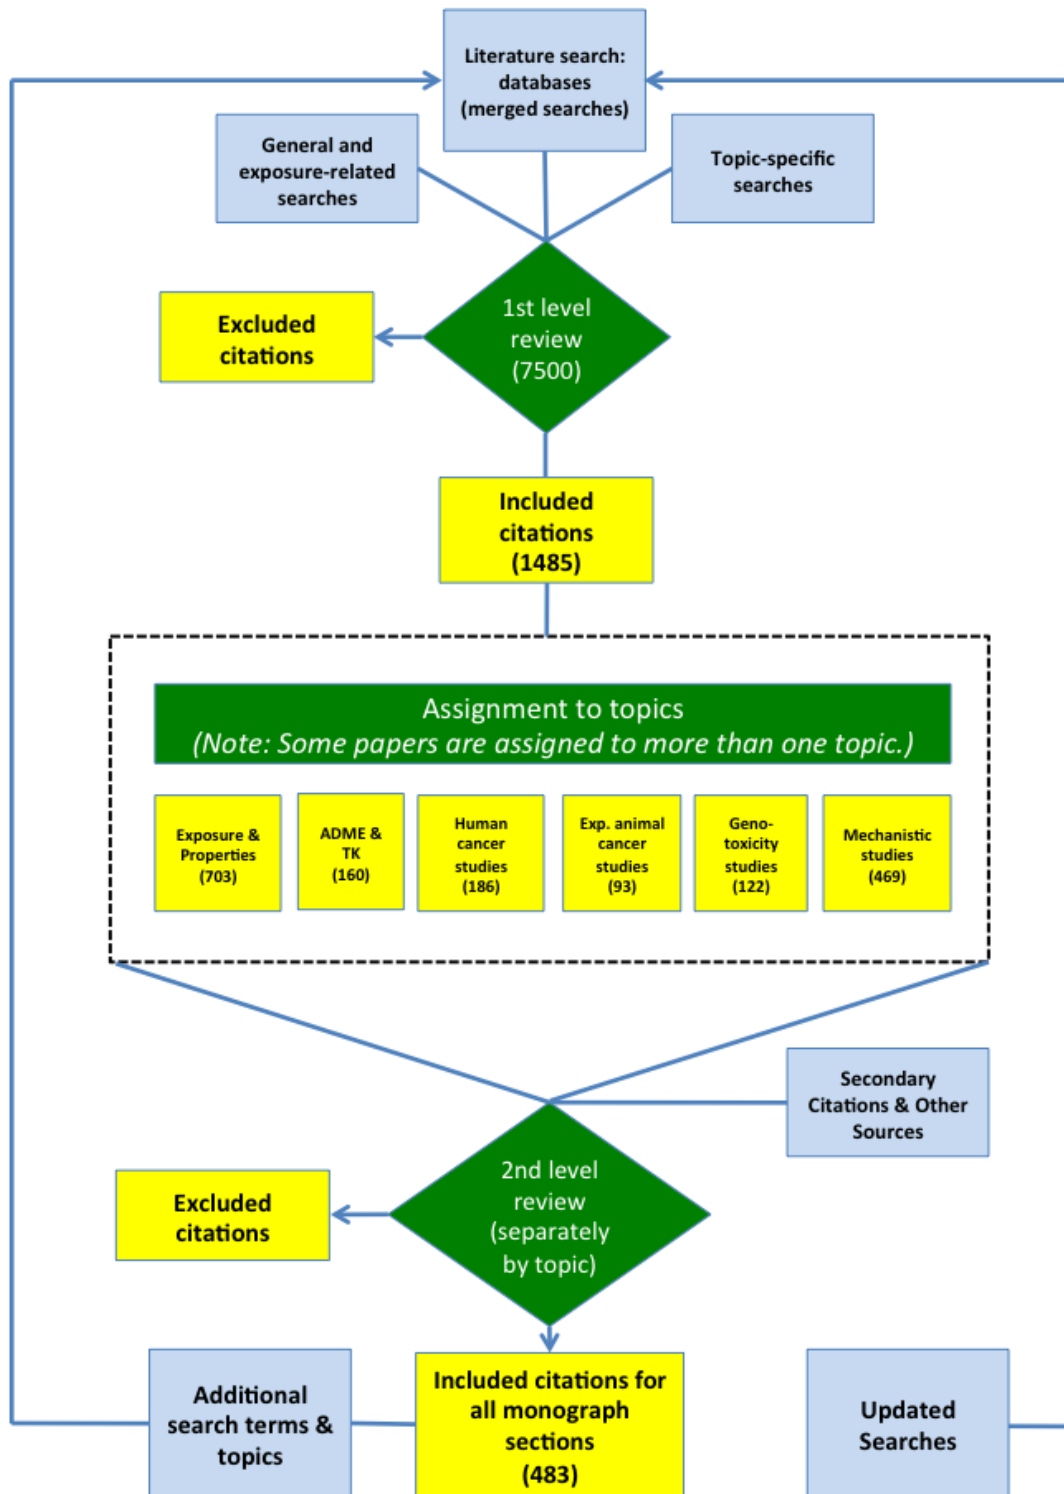 Literature search:
databases
(merged searches)
General and
exposure-related
searches
Topic-specific
searches
1st level
review
(7500)
Excluded
citations
Included
citations
(1485)
Assignment to topics
(Note: Some papers are assigned to more than one topic.)
Exposure &
Properties
(703)
ADME &
TK
(160)
Human
cancer
studies
(186)
Exp. animal
cancer
studies
(93)
Geno-
toxicity
studies
(122)
Mechanistic
studies
(469)
Secondary
Citations & Other
Sources
2nd level
review
(separately
by topic)
Excluded
citations
Additional
search terms &
topics
Included citations for
all monograph
sections
(483)
Updated
Searches